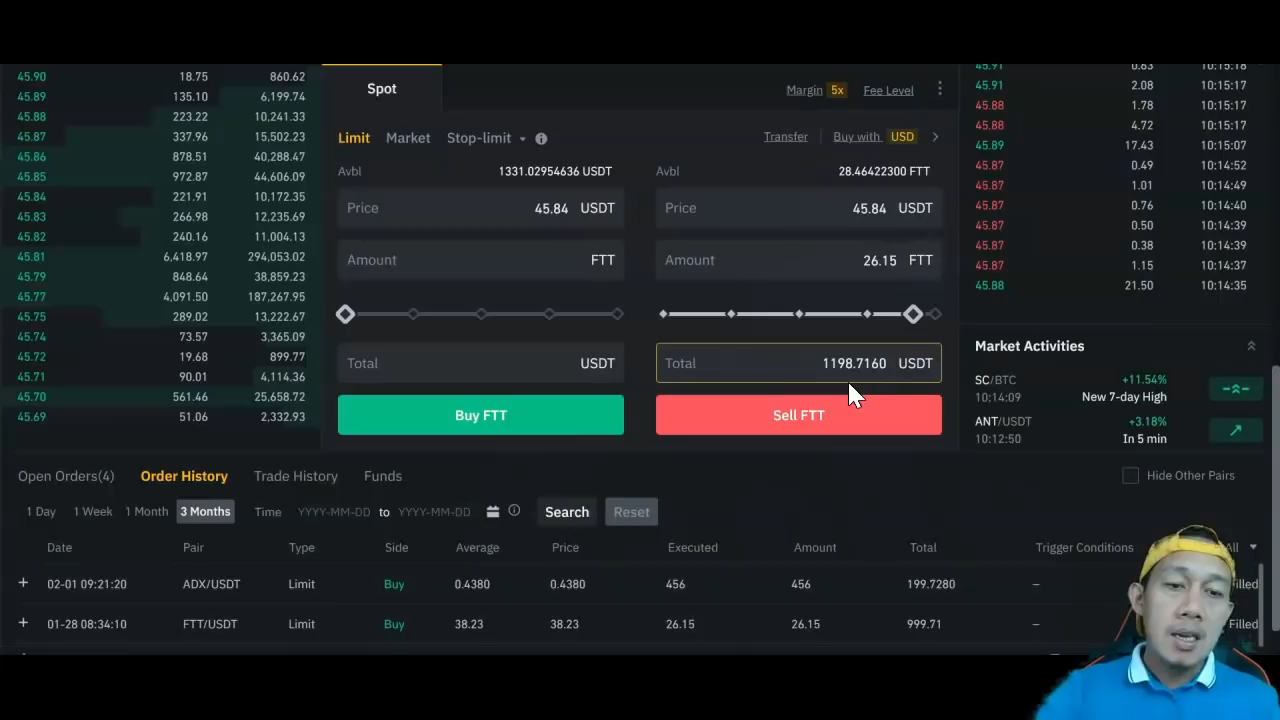 45.90 18.75 860.62
45.89 135.10 6,199.74
45.88 223.22 10,241.33
45.87 337.96 15,502.23
45.86 878.51 40,288.47
45.85 972.87 44,606.09
45.84 221.91 10,172.35
45.83 266.98 12,235.69
45.82 240.16 11,004.13
45.81 6,418.97 294,053.02
45.79 848.64 38,859.23
45.77 4,091.50 187,267.95
45.75 289.02 13,222.67
45.74 73.57 3,365.09
45.72 19.68 899.77
45.71 90.01 4,114.36
45.70 561.46 25,658.72
45.69 51.06 2,332.93
Spot
Margin 5x Fee Level
Limit Market Stop-limit
Transfer Buy with USD
Avbl 1331.02954636 USDT
Price 45.84 USDT
Amount FTT
Total USDT
Buy FTT
Avbl 28.46422300 FTT
Price 45.84 USDT
Amount 26.15 FTT
Total 1198.7160 USDT
Sell FTT
45.91 0.63 10:15:18
45.91 2.08 10:15:17
45.88 1.78 10:15:17
45.88 4.72 10:15:17
45.89 17.43 10:15:07
45.87 0.49 10:14:52
45.87 1.01 10:14:49
45.87 0.76 10:14:40
45.87 0.50 10:14:39
45.87 0.38 10:14:39
45.87 1.15 10:14:37
45.88 21.50 10:14:35
Market Activities
SC/BTC +11.54%
10:14:09 New 7-day High
ANT/USDT +3.18%
10:12:50 In 5 min
Open Orders(4) Order History Trade History Funds
Hide Other Pairs
1 Day 1 Week 1 Month 3 Months Time YYYY-MM-DD to YYYY-MM-DD Search Reset
Date Pair Type Side Average Price Executed Amount Total Trigger Conditions All
02-01 09:21:20 ADX/USDT Limit Buy 0.4380 0.4380 456 456 199.7280 – Filled
01-28 08:34:10 FTT/USDT Limit Buy 38.23 38.23 26.15 26.15 999.71 – Filled